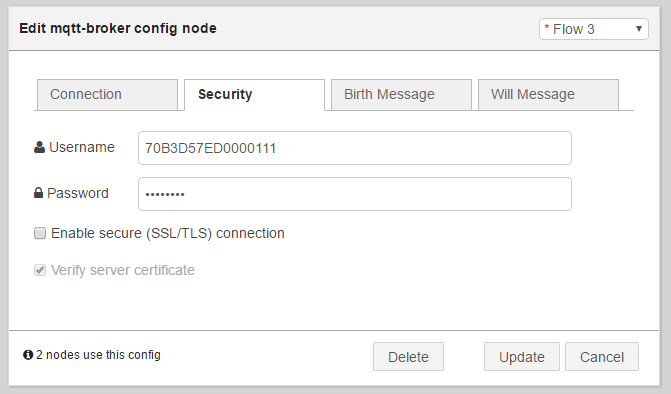 Edit mqtt-broker config node
* Flow 3
Connection
Security
Birth Message
Will Message
Username
70B3D57ED0000111
Password
••••••••
Enable secure (SSL/TLS) connection
Verify server certificate
2 nodes use this config
Delete
Update
Cancel